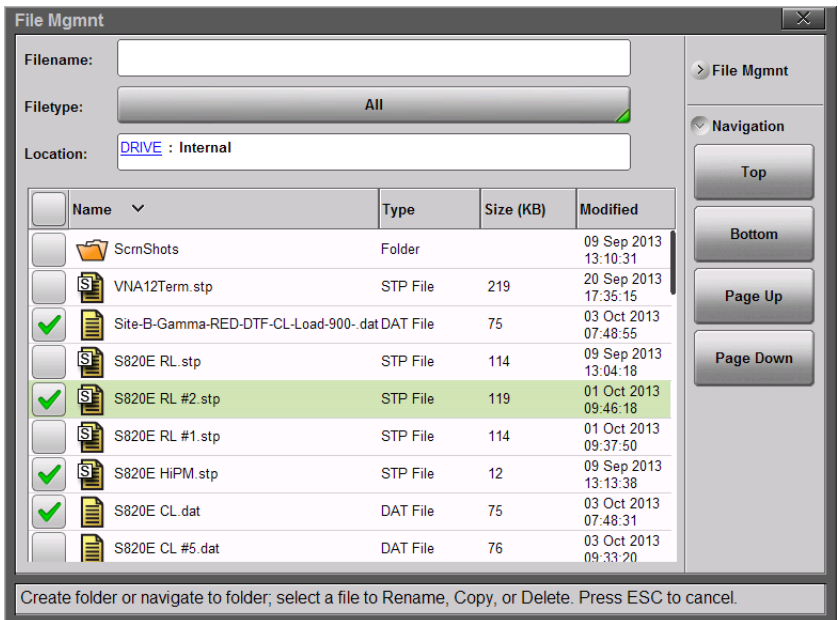 File Mgmnt
Filename:
Filetype: All
Location: DRIVE : Internal
Name Type Size (KB) Modified
ScrnShots Folder 09 Sep 2013
13:10:31
S VNA12Term.stp STP File 219 20 Sep 2013
17:35:15
Site-B-Gamma-RED-DTF-CL-Load-900-.dat DAT File 75 03 Oct 2013
07:48:55
S S820E RL.stp STP File 114 09 Sep 2013
13:04:18
S S820E RL #2.stp STP File 119 01 Oct 2013
09:46:18
S S820E RL #1.stp STP File 114 01 Oct 2013
09:37:50
S S820E HiPM.stp STP File 12 09 Sep 2013
13:13:38
S820E CL.dat DAT File 75 03 Oct 2013
07:48:31
S820E CL #5.dat DAT File 76 03 Oct 2013
09:33:20
File Mgmnt
Navigation
Top
Bottom
Page Up
Page Down
Create folder or navigate to folder; select a file to Rename, Copy, or Delete. Press ESC to cancel.